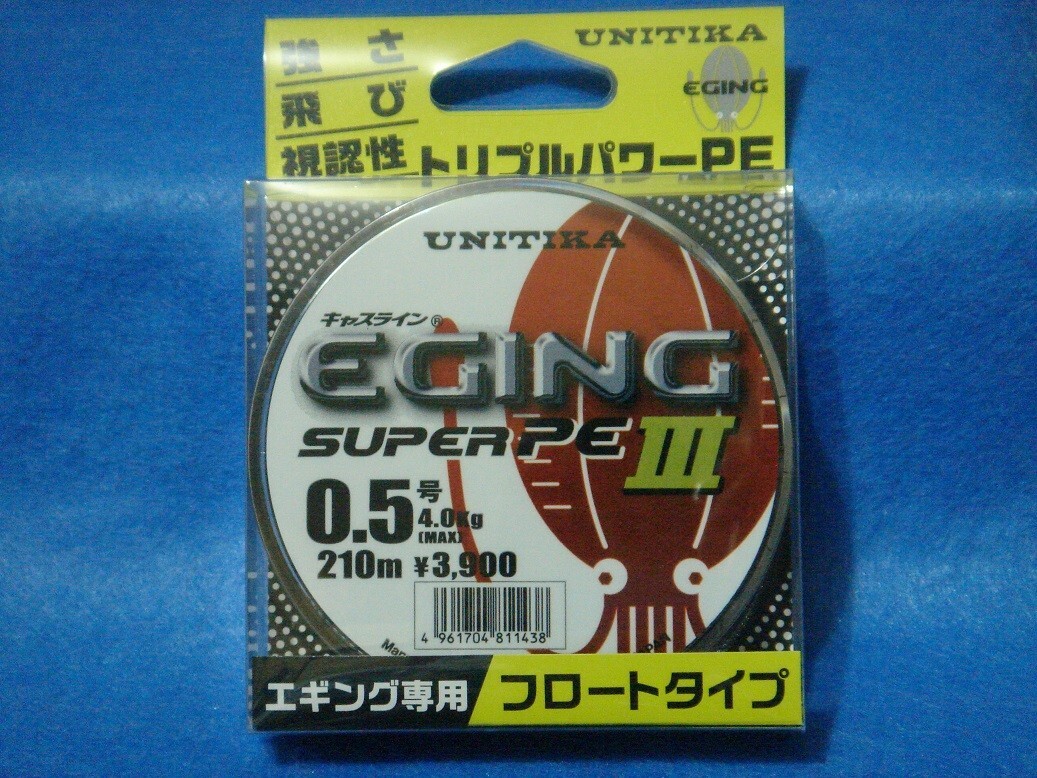 強さ
飛び
視認性
UNITIKA
EGING
トリプルパワーPE
UNITIKA
キャスライン®
EGING
SUPER PE III
0.5号
4.0Kg
(MAX)
210m ¥3,900
4 961704 811438
エギング専用
フロートタイプ